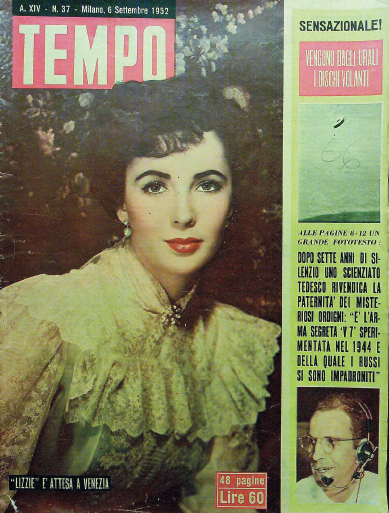 A. XIV - N. 37 - Milano, 6 Settembre 1952
TEMPO
SENSAZIONALE!
VENGONO DAGLI URALI
I DISCHI VOLANTI
ALLE PAGINE 8-12 UN
GRANDE FOTOTESTO:
DOPO SETTE ANNI DI SI-
LENZIO UNO SCIENZIATO
TEDESCO RIVENDICA LA
PATERNITA' DEI MISTE-
RIOSI ORDIGNI: "E' L'AR-
MA SEGRETA 'V 7' SPERI-
MENTATA NEL 1944 E
DELLA QUALE I RUSSI
SI SONO IMPADRONITI"
"LIZZIE" E' ATTESA A VENEZIA
48 pagine
Lire 60